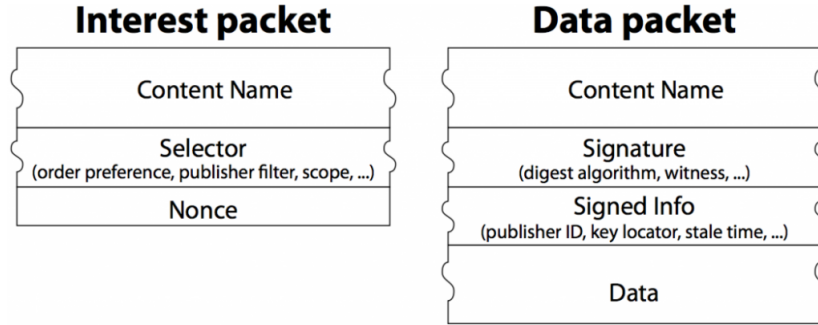 Interest packet
Content Name
Selector
(order preference, publisher filter, scope, ...)
Nonce
Data packet
Content Name
Signature
(digest algorithm, witness, ...)
Signed Info
(publisher ID, key locator, stale time, ...)
Data